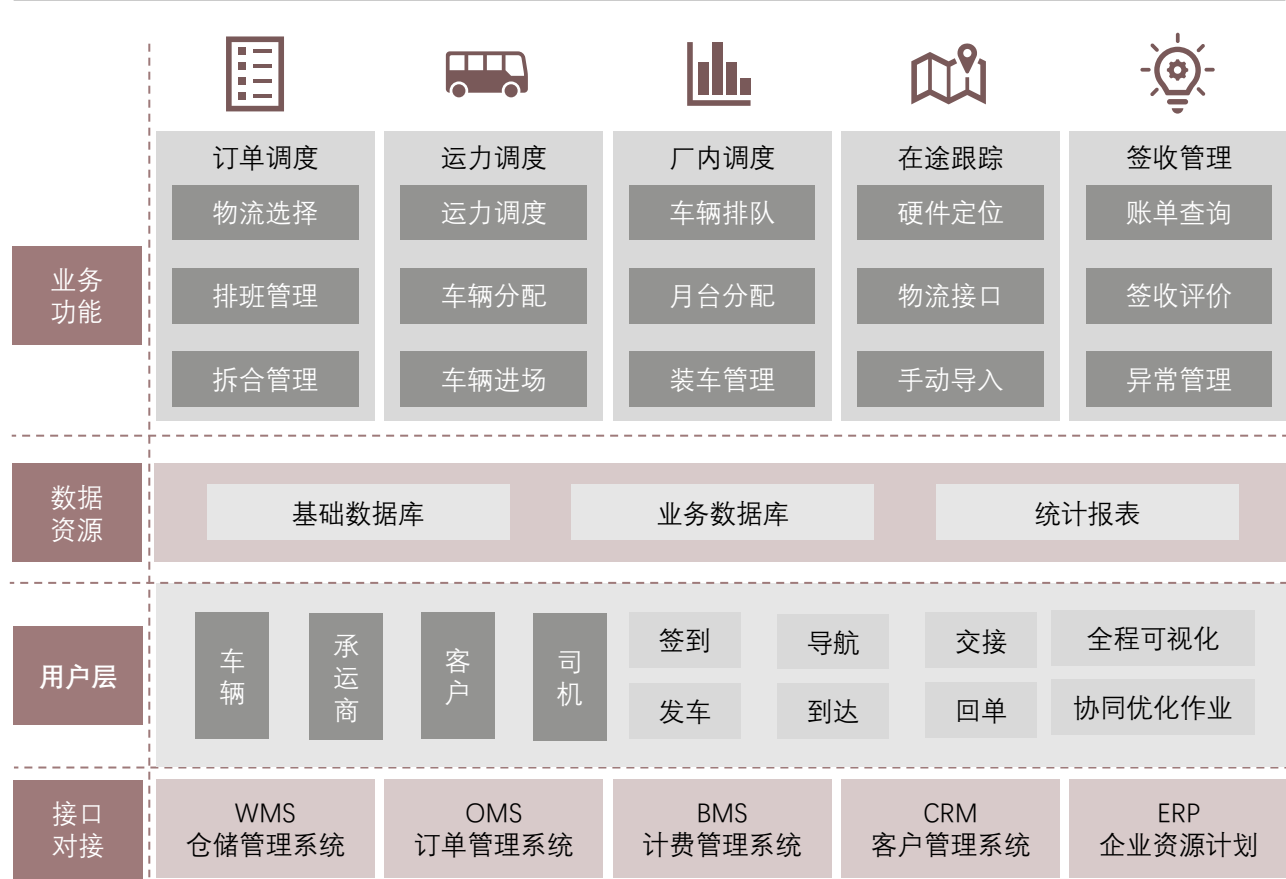 订单调度
运力调度
厂内调度
在途跟踪
签收管理
物流选择
运力调度
车辆排队
硬件定位
账单查询
业务
功能
排班管理
车辆分配
月台分配
物流接口
签收评价
拆合管理
车辆进场
装车管理
手动导入
异常管理
数据
资源
基础数据库
业务数据库
统计报表
用户层
车
辆
承
运
商
客
户
司
机
签到
导航
交接
全程可视化
发车
到达
回单
协同优化作业
接口
对接
WMS
仓储管理系统
OMS
订单管理系统
BMS
计费管理系统
CRM
客户管理系统
ERP
企业资源计划